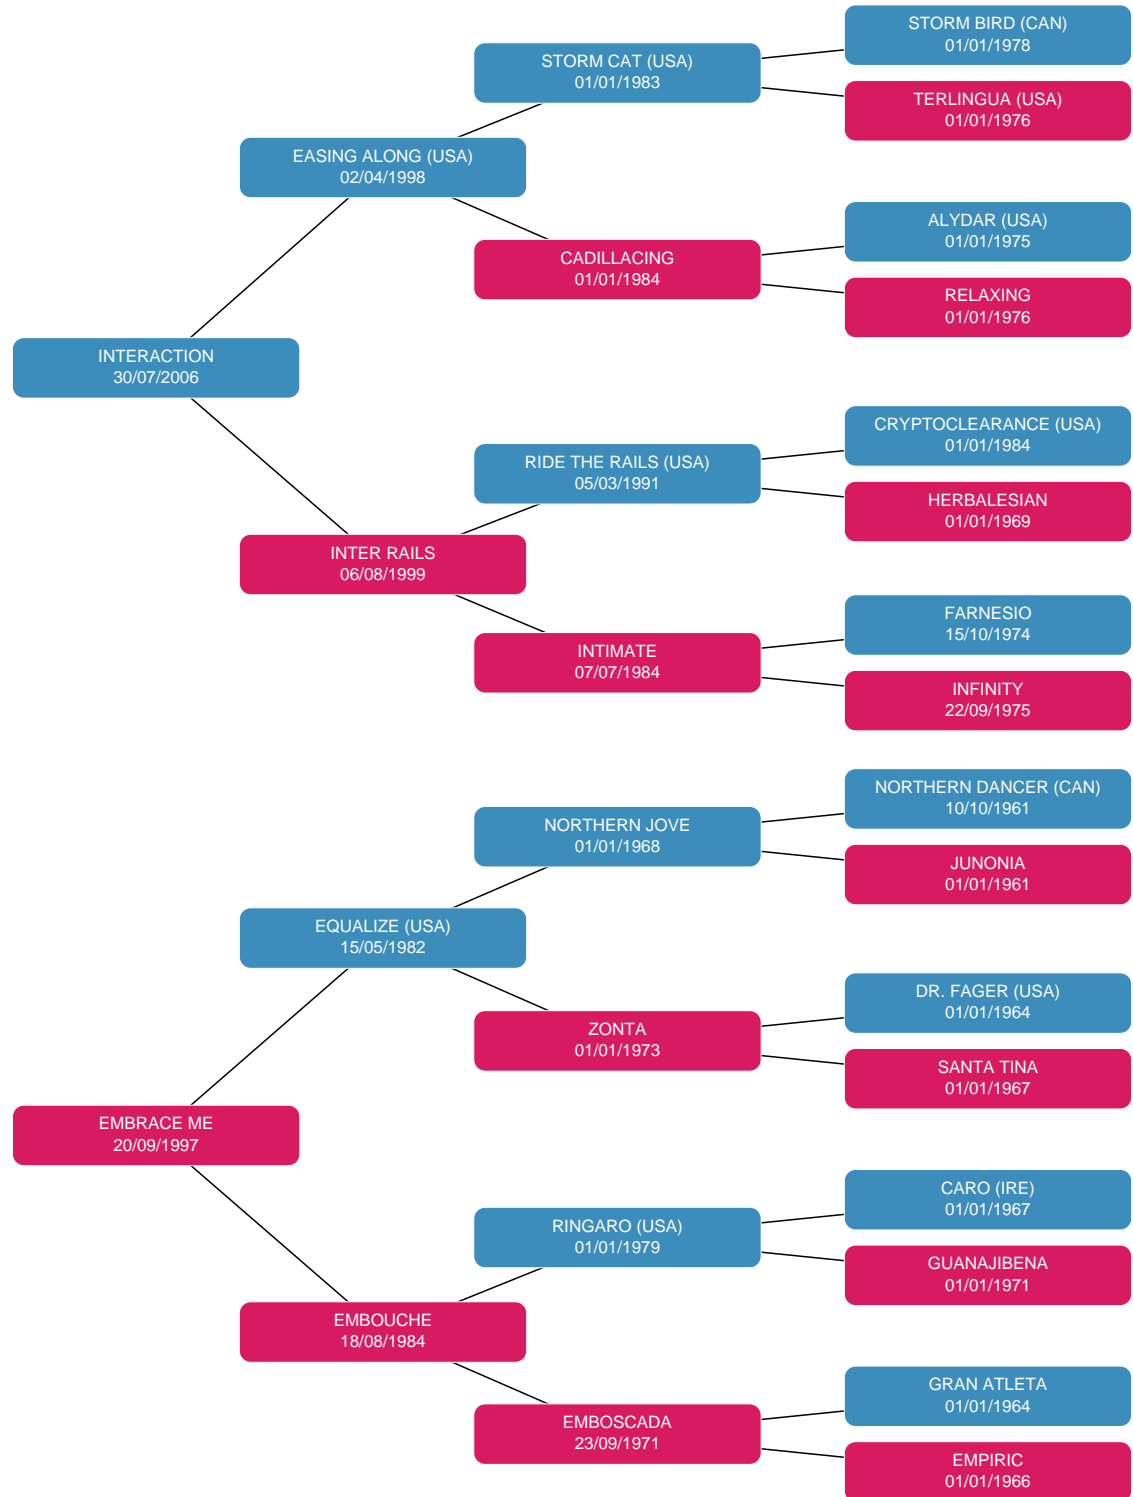 STORM BIRD (CAN)
01/01/1978
STORM CAT (USA)
01/01/1983
TERLINGUA (USA)
01/01/1976
EASING ALONG (USA)
02/04/1998
ALYDAR (USA)
01/01/1975
CADILLACING
01/01/1984
RELAXING
01/01/1976
INTERACTION
30/07/2006
CRYPTOCLEARANCE (USA)
01/01/1984
RIDE THE RAILS (USA)
05/03/1991
HERBALESIAN
01/01/1969
INTER RAILS
06/08/1999
FARNESIO
15/10/1974
INTIMATE
07/07/1984
INFINITY
22/09/1975
NORTHERN DANCER (CAN)
10/10/1961
NORTHERN JOVE
01/01/1968
JUNONIA
01/01/1961
EQUALIZE (USA)
15/05/1982
DR. FAGER (USA)
01/01/1964
ZONTA
01/01/1973
SANTA TINA
01/01/1967
EMBRACE ME
20/09/1997
CARO (IRE)
01/01/1967
RINGARO (USA)
01/01/1979
GUANAJIBENA
01/01/1971
EMBOUCHE
18/08/1984
GRAN ATLETA
01/01/1964
EMBOSCADA
23/09/1971
EMPIRIC
01/01/1966